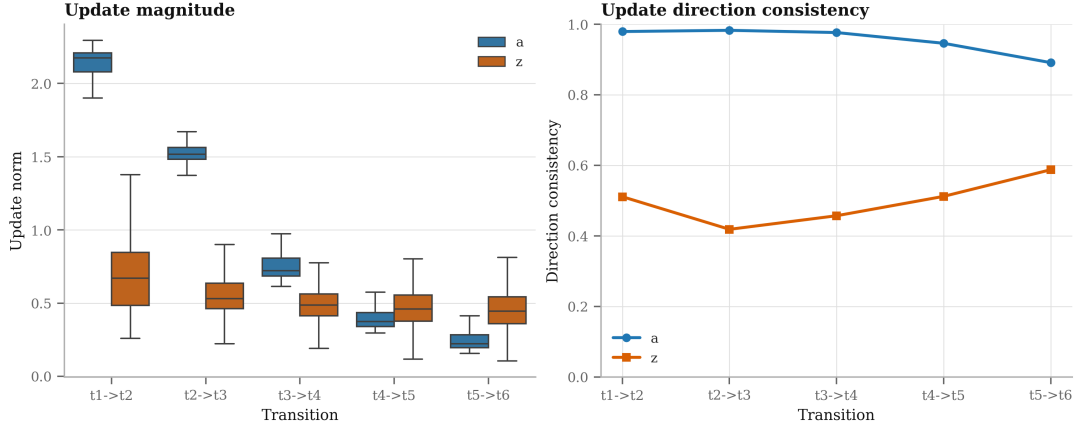 Update magnitude
Update norm
2.0
1.5
1.0
0.5
0.0
a
z
t1->t2
t2->t3
t3->t4
t4->t5
t5->t6
Transition
Update direction consistency
Direction consistency
1.0
0.8
0.6
0.4
0.2
0.0
a
z
t1->t2
t2->t3
t3->t4
t4->t5
t5->t6
Transition